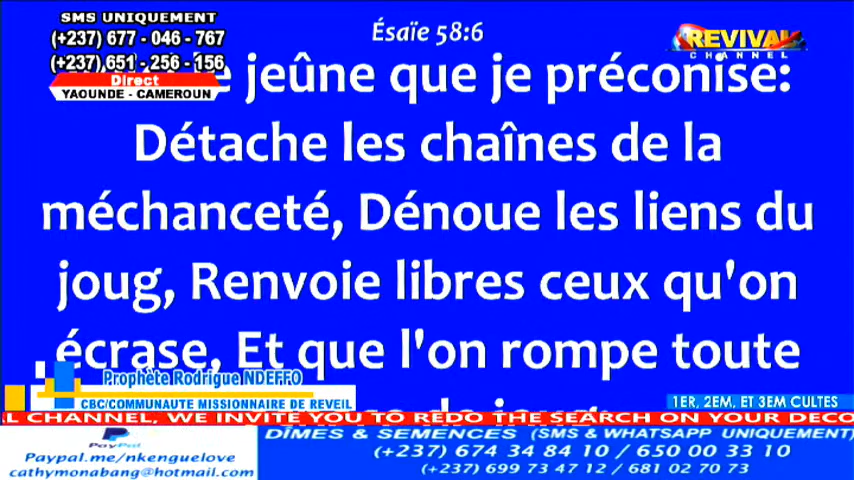 SMS UNIQUEMENT
(+237) 677 - 046 - 767
(+237) 651 - 256 - 156
Direct
YAOUNDE - CAMEROUN
Ésaïe 58:6
REVIVAL
CHANNEL
jeûne que je préconise:
Détache les chaînes de la
méchanceté, Dénoue les liens du
joug, Renvoie libres ceux qu'on
écrase, Et que l'on rompe toute
Prophète Rodrigue NDEFFO
CBC/COMMUNAUTE MISSIONNAIRE DE REVEIL
1ER, 2EM, ET 3EM CULTES
L CHANNEL, WE INVITE YOU TO REDO THE SEARCH ON YOUR DECO
PayPal
Paypal.me/nkenguelove
cathymonabang@hotmail.com
DÎMES & SEMENCES (SMS & WHATSAPP UNIQUEMENT)
(+237) 674 34 84 10 / 650 00 33 10
(+237) 699 73 47 12 / 681 02 70 73